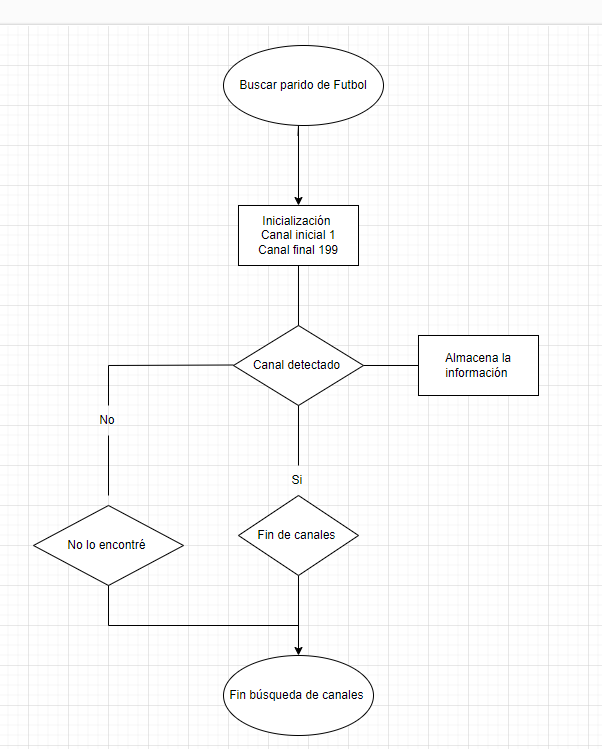 Buscar parido de Futbol
Inicialización
Canal inicial 1
Canal final 199
Canal detectado
Almacena la
información
No
Si
Fin de canales
No lo encontré
Fin búsqueda de canales